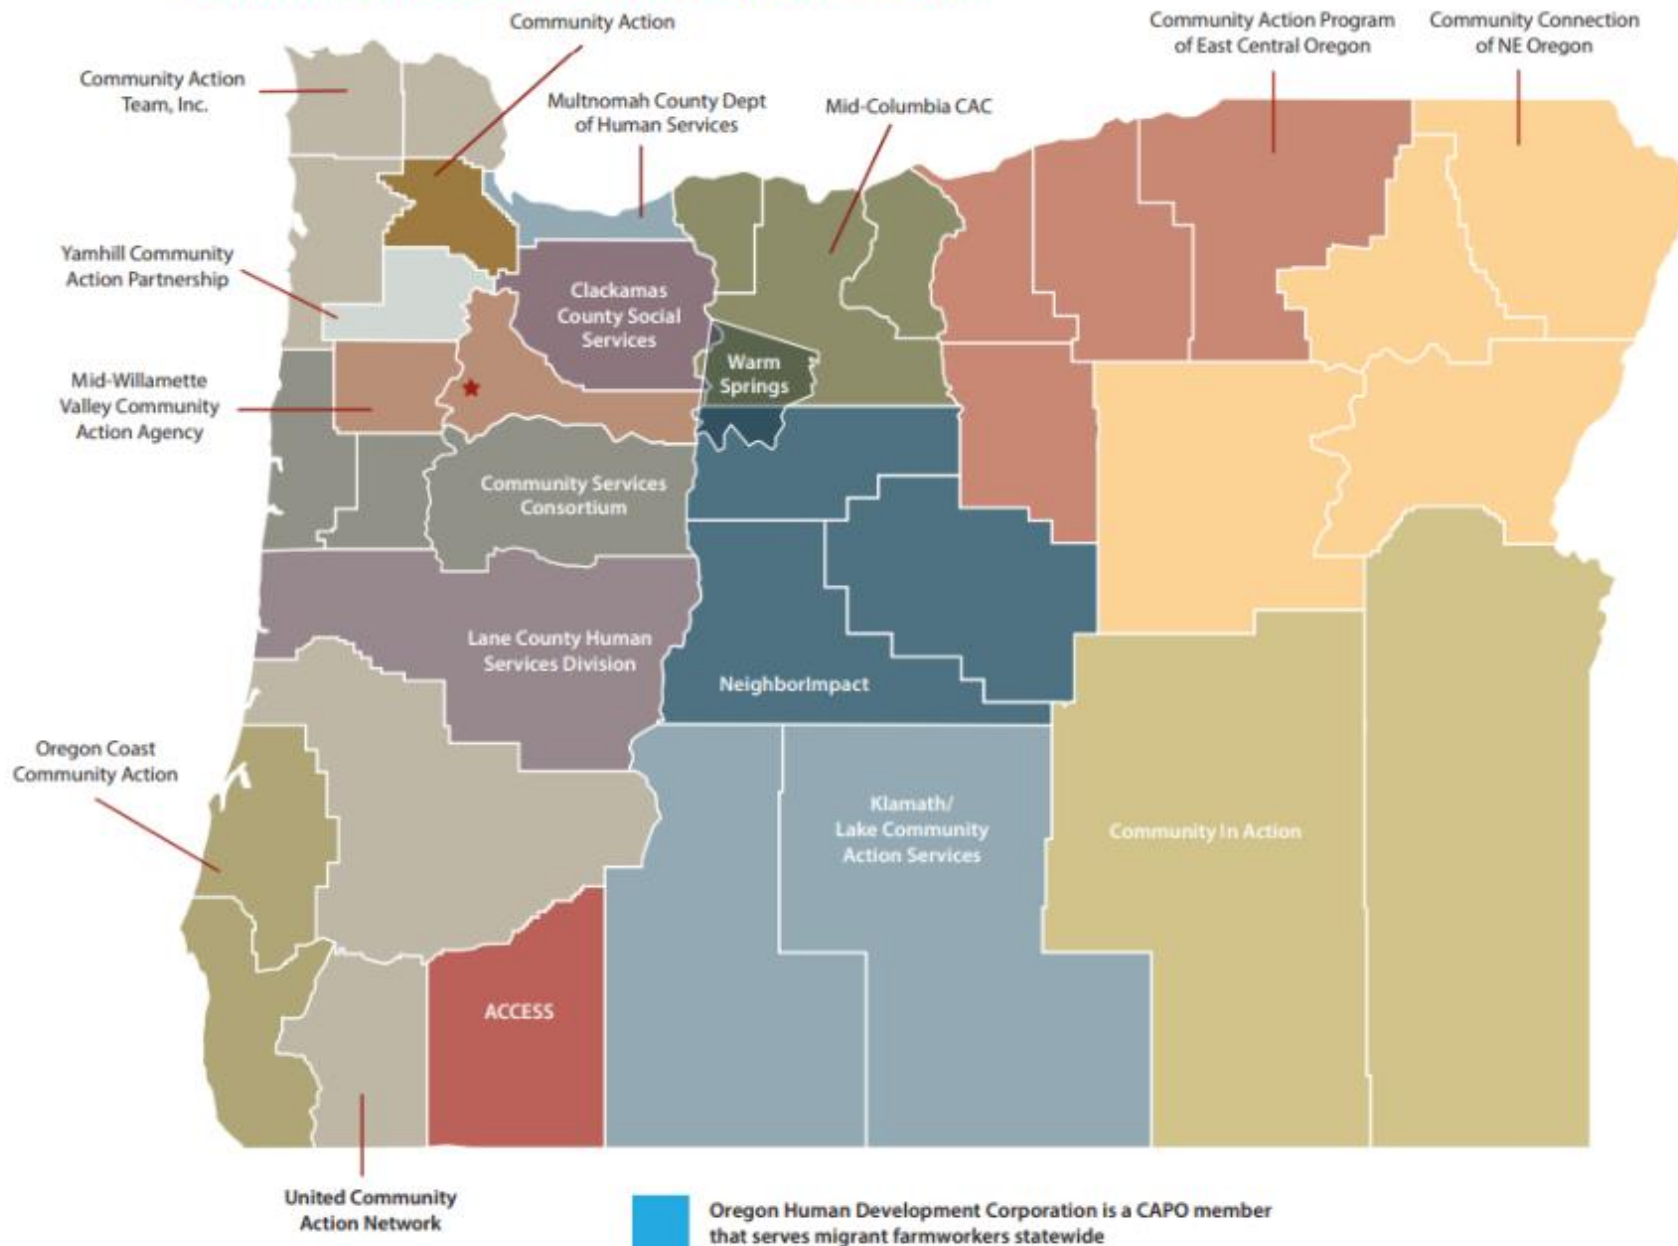 Community Action
Community Action Program
of East Central Oregon
Community Connection
of NE Oregon
Community Action
Team, Inc.
Multnomah County Dept
of Human Services
Mid-Columbia CAC
Yamhill Community
Action Partnership
Clackamas
County Social
Services
Warm
Springs
Mid-Willamette
Valley Community
Action Agency
Community Services
Consortium
Lane County Human
Services Division
NeighborImpact
Oregon Coast
Community Action
Klamath/
Lake Community
Action Services
Community In Action
ACCESS
United Community
Action Network
Oregon Human Development Corporation is a CAPO member
that serves migrant farmworkers statewide